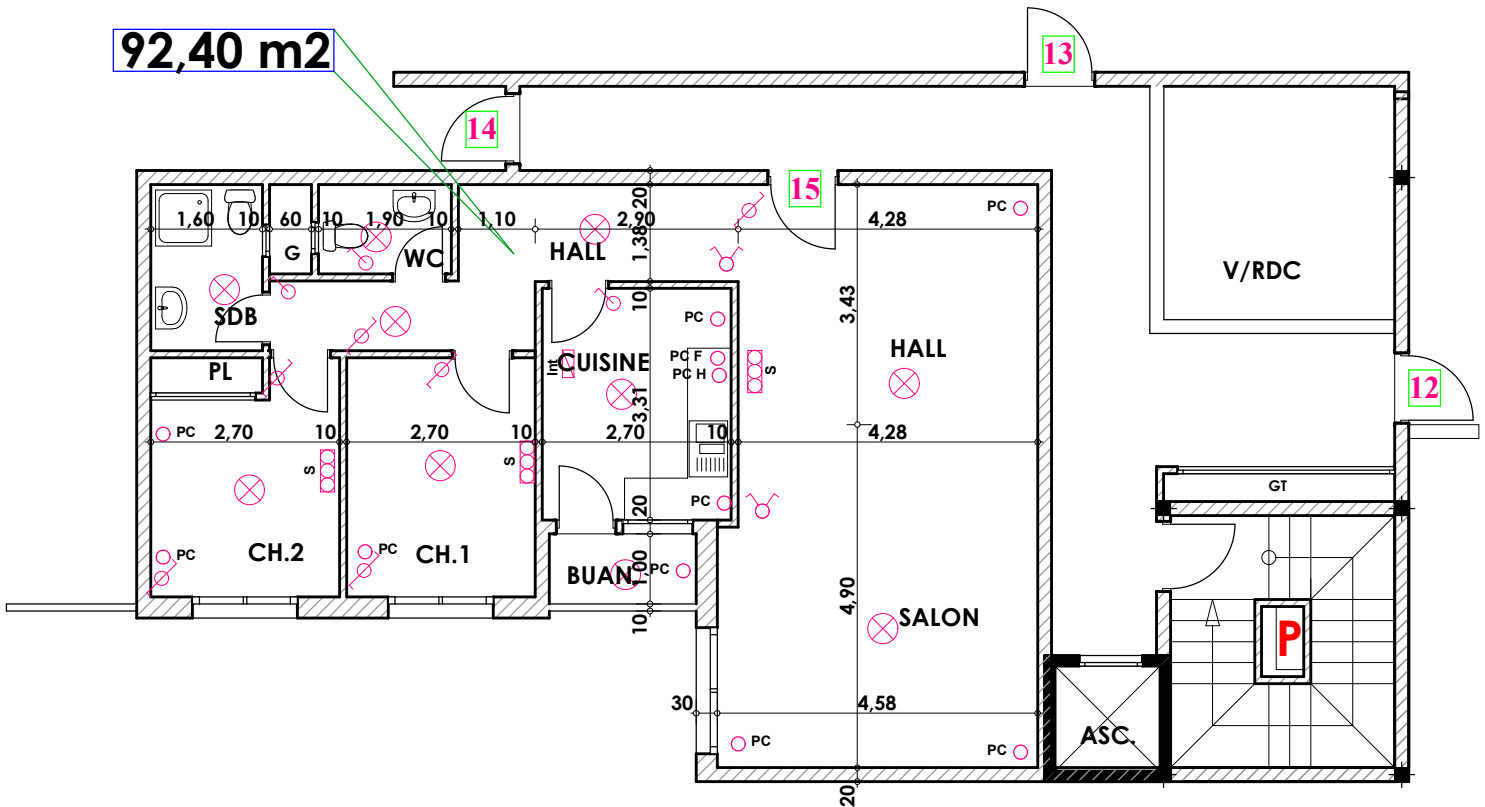 92,40 m2
13
14
15
20
1,60
10
60
10
1,90
10
1,10
2,90
4,28
PC
1,38
G
WC
HALL
V/RDC
SDB
10
3,43
PC
HALL
PL
Int
CUISINE
PC F
PC H
S
12
3,31
PC
2,70
10
2,70
10
2,70
10
4,28
S
S
GT
20
PC
PC
CH.2
PC
CH.1
BUAN.
1,00
PC
4,90
10
SALON
P
30
4,58
PC
PC
ASC.
20